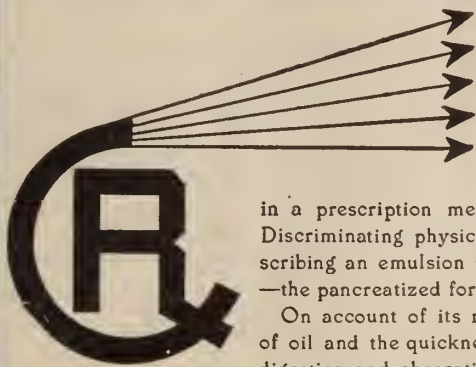 R
in a prescription me
Discriminating physic
scribing an emulsion
—the pancreatized for
On account of its
of oil and the quickne